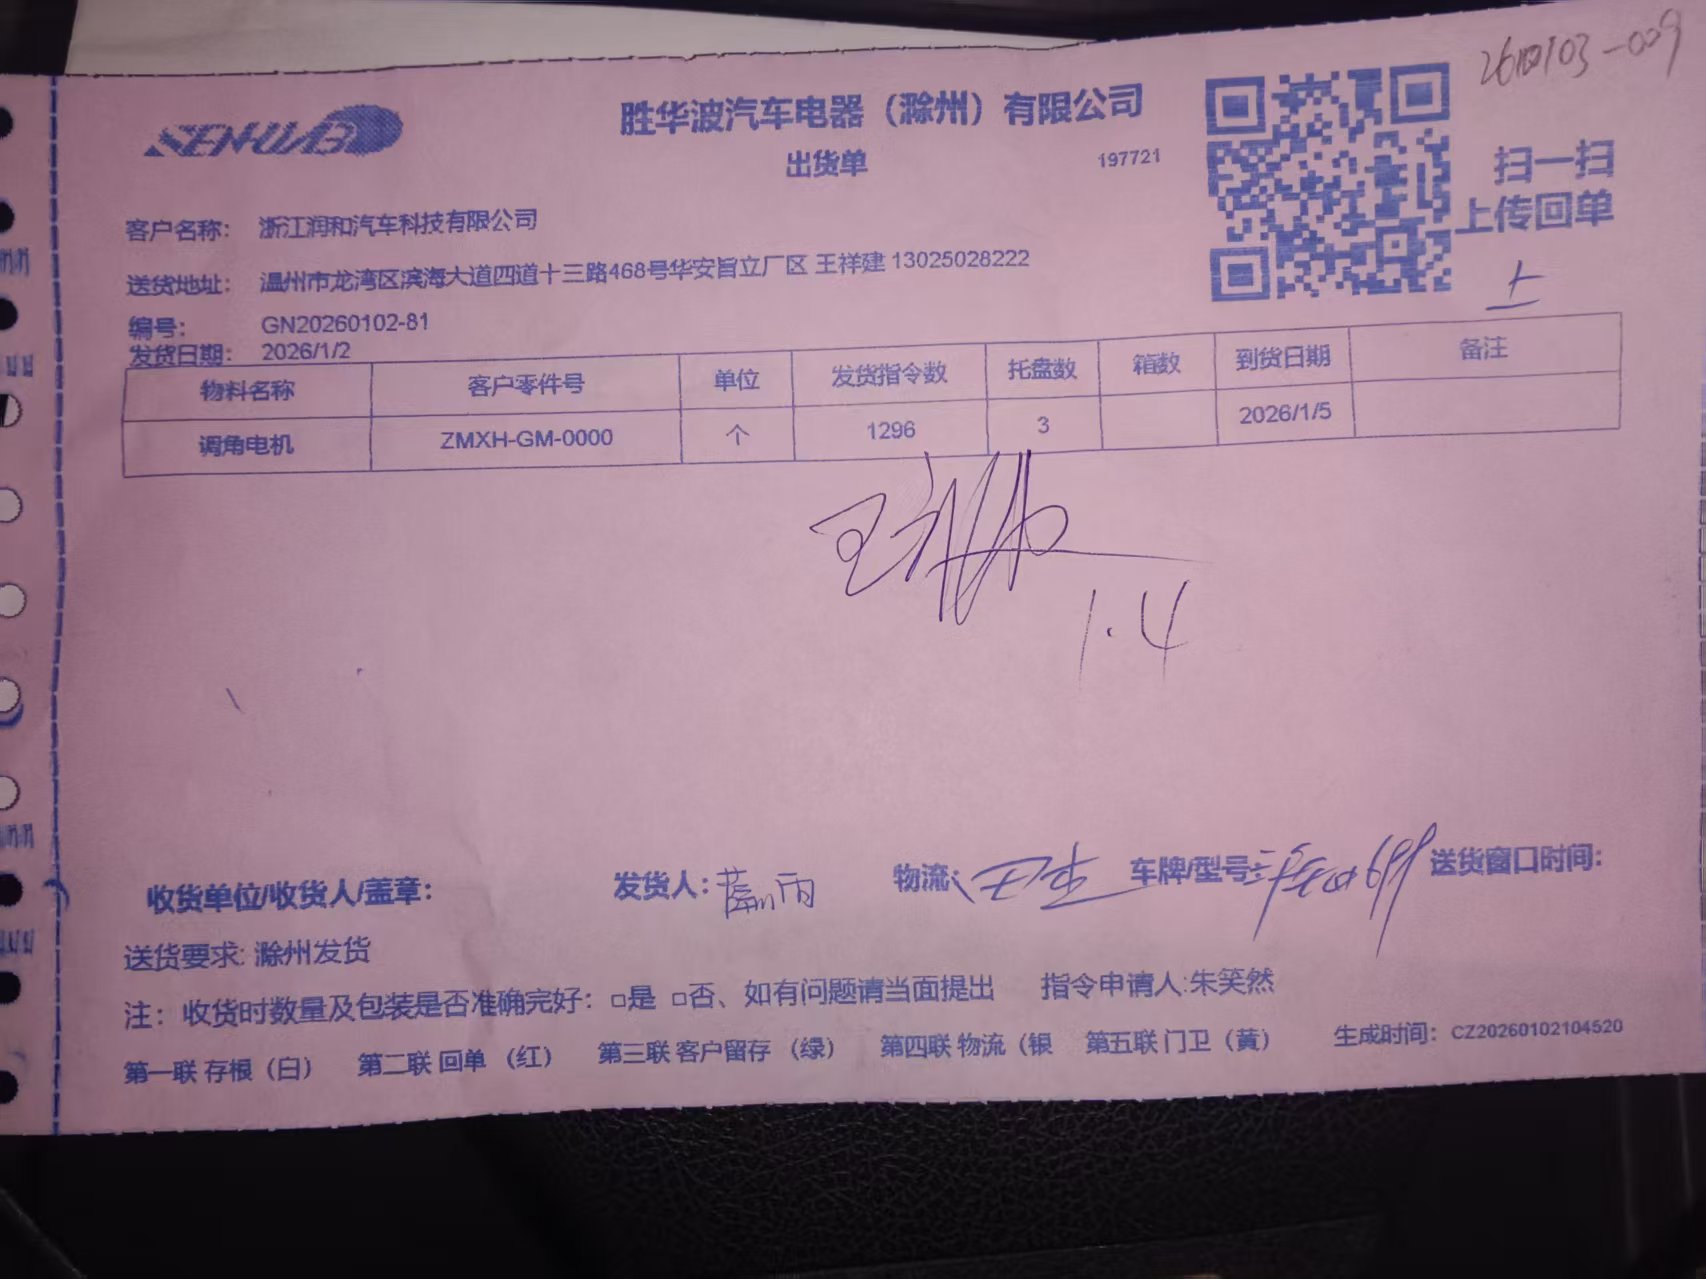 SENHUAB
胜华波汽车电器（滁州）有限公司
出货单
197721
扫一扫
上传回单
客户名称： 浙江润和汽车科技有限公司
送货地址： 温州市龙湾区滨海大道四道十三路468号华安旨立厂区 王祥建 13025028222
编号： GN20260102-81
发货日期： 2026/1/2
物料名称 客户零件号 单位 发货指令数 托盘数 箱数 到货日期 备注
调角电机 ZMXH-GM-0000 个 1296 3 2026/1/5
1.4
收货单位/收货人/盖章： 发货人： 物流： 车牌/型号： 送货窗口时间：
送货要求: 滁州发货
注： 收货时数量及包装是否准确完好： □是 □否、如有问题请当面提出 指令申请人:朱笑然
第一联 存根（白） 第二联 回单 （红） 第三联 客户留存 （绿） 第四联 物流（银 第五联 门卫（黄） 生成时间： CZ20260102104520